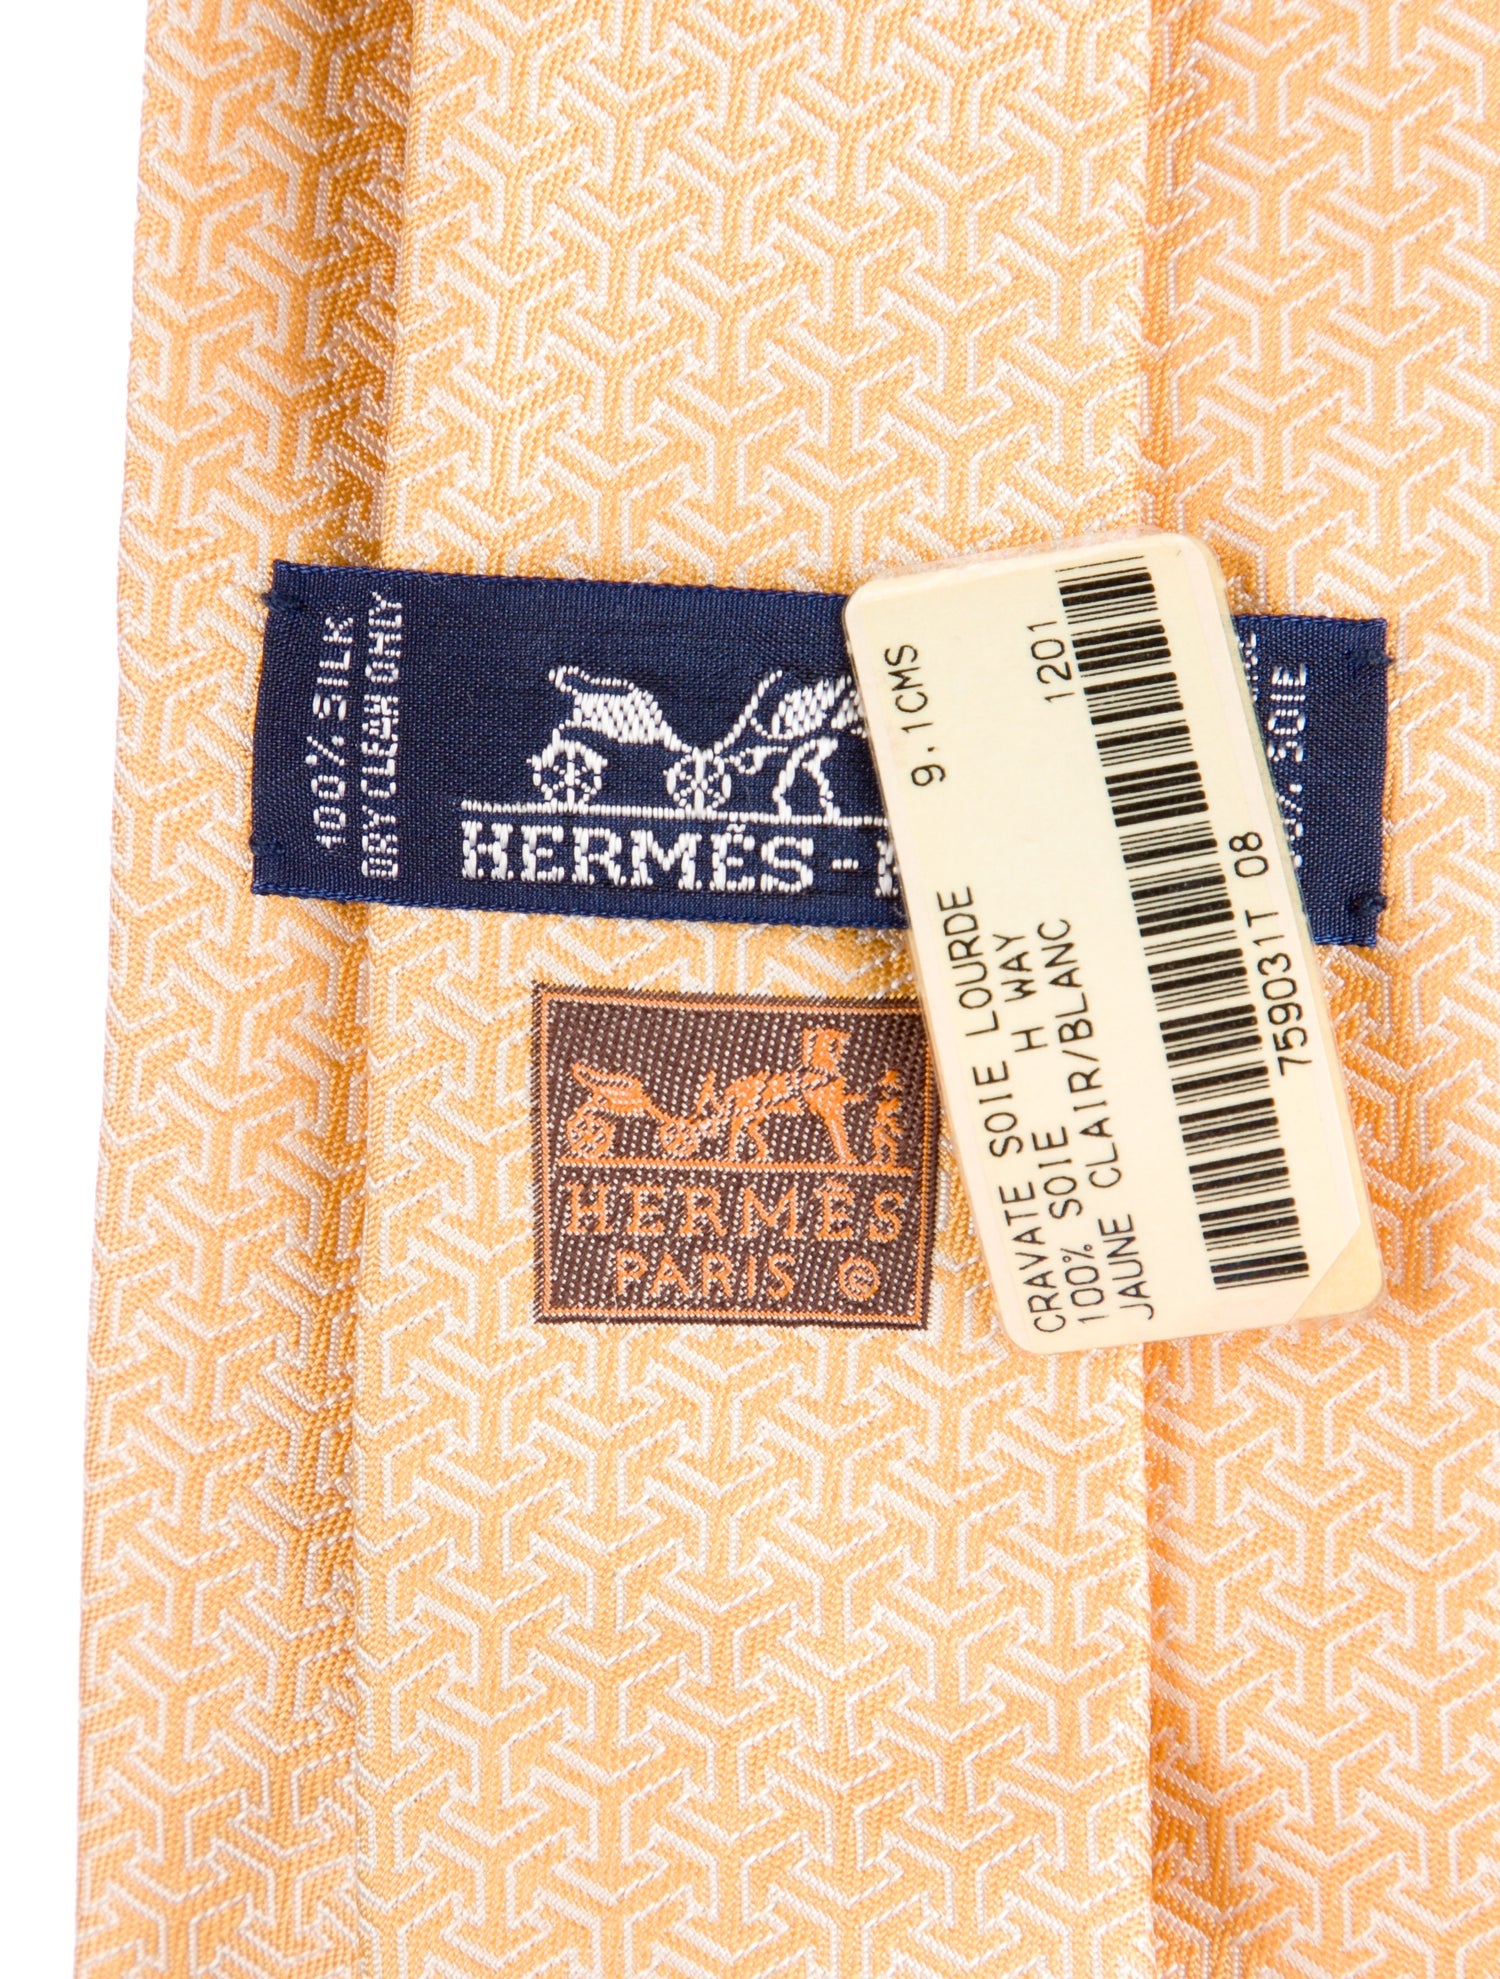 100% SILK
DRY CLEAN ONLY
HERMÈS -
SOIE
HERMÈS
PARIS ©
9,1CMS
1201
CRAVATE SOIE LOURDE
100% SOIE H WAY
JAUNE CLAIR/BLANC
759031T 08